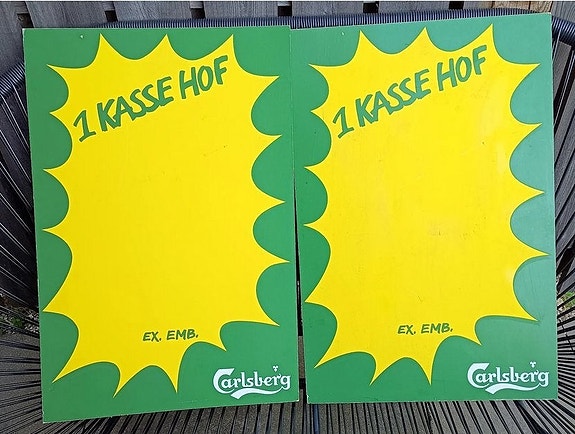 1 KASSE HOF
EX. EMB.
Carlsberg
1 KASSE HOF
EX. EMB.
Carlsberg